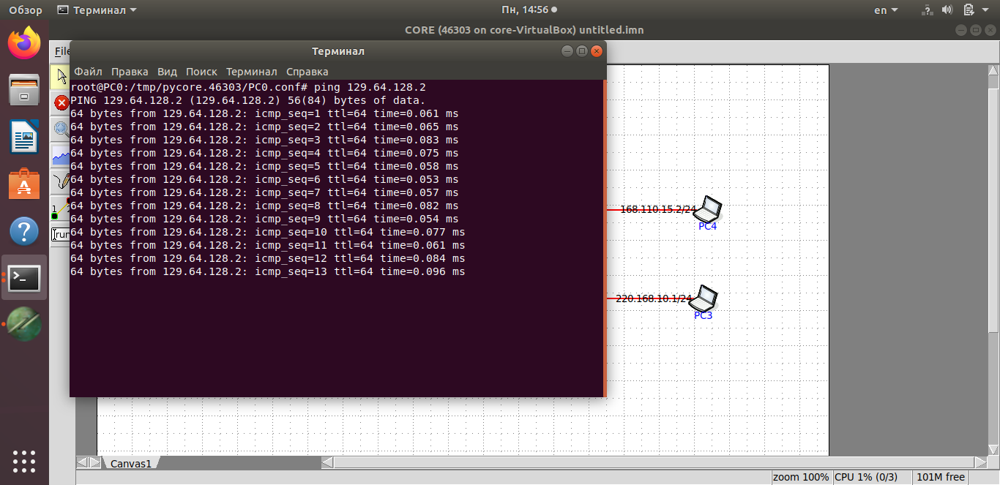 Обзор Терминал Пн, 14:56 en
CORE (46303 on core-VirtualBox) untitled.imn
File
Терминал
Файл Правка Вид Поиск Терминал Справка
root@PC0:/tmp/pycore.46303/PC0.conf# ping 129.64.128.2
PING 129.64.128.2 (129.64.128.2) 56(84) bytes of data.
64 bytes from 129.64.128.2: icmp_seq=1 ttl=64 time=0.061 ms
64 bytes from 129.64.128.2: icmp_seq=2 ttl=64 time=0.065 ms
64 bytes from 129.64.128.2: icmp_seq=3 ttl=64 time=0.083 ms
64 bytes from 129.64.128.2: icmp_seq=4 ttl=64 time=0.075 ms
64 bytes from 129.64.128.2: icmp_seq=5 ttl=64 time=0.058 ms
64 bytes from 129.64.128.2: icmp_seq=6 ttl=64 time=0.053 ms
64 bytes from 129.64.128.2: icmp_seq=7 ttl=64 time=0.057 ms
64 bytes from 129.64.128.2: icmp_seq=8 ttl=64 time=0.082 ms
64 bytes from 129.64.128.2: icmp_seq=9 ttl=64 time=0.054 ms
64 bytes from 129.64.128.2: icmp_seq=10 ttl=64 time=0.077 ms
64 bytes from 129.64.128.2: icmp_seq=11 ttl=64 time=0.061 ms
64 bytes from 129.64.128.2: icmp_seq=12 ttl=64 time=0.084 ms
64 bytes from 129.64.128.2: icmp_seq=13 ttl=64 time=0.096 ms
1
run
168.110.15.2/24
PC4
220.168.10.1/24
PC3
Canvas1
zoom 100% CPU 1% (0/3) 101M free